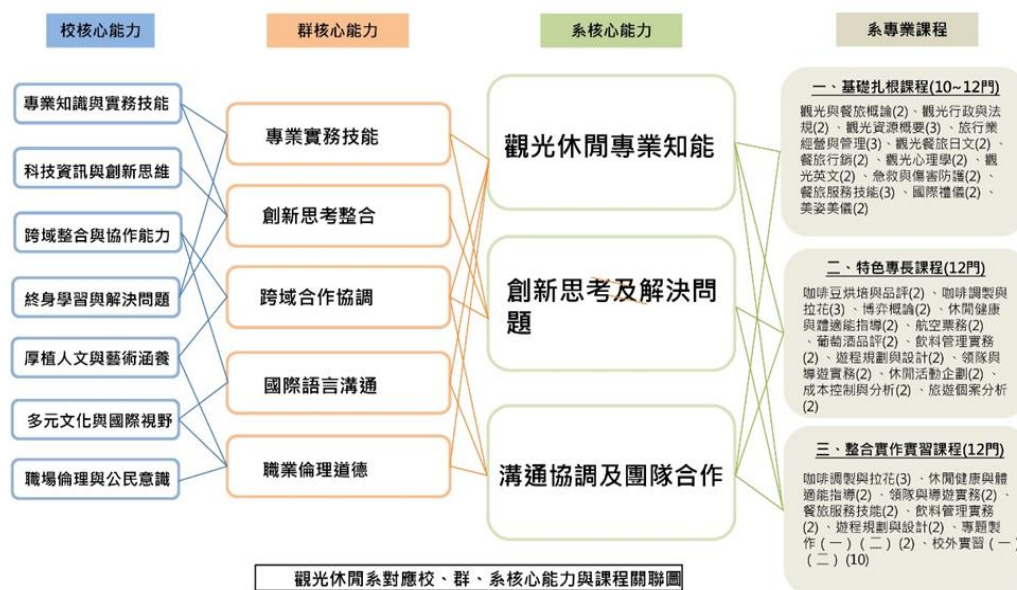 校核心能力
群核心能力
系核心能力
系專業課程
專業知識與實務技能
科技資訊與創新思維
跨域整合與協作能力
終身學習與解決問題
厚植人文與藝術涵養
多元文化與國際視野
職場倫理與公民意識
專業實務技能
創新思考整合
跨域合作協調
國際語言溝通
職業倫理道德
觀光休閒專業知能
創新思考及解決問
題
溝通協調及團隊合作
一、基礎扎根課程(10~12門)
觀光與餐旅概論(2)、觀光行政與法
規(2)、觀光資源概要(3)、旅行業
經營與管理(3)、觀光餐旅日文(2)、
餐旅行銷(2)、觀光心理學(2)、觀
光英文(2)、急救與傷害防護(2)、
餐旅服務技能(3)、國際禮儀(2)、
美姿美儀(2)
二、特色專長課程(12門)
咖啡豆烘培與品評(2)、咖啡調製與
拉花(3)、博弈概論(2)、休閒健康
與體適能指導(2)、航空票務(2)
、葡萄酒品評(2)、飲料管理實務
(2)、遊程規劃與設計(2)、領隊與
導遊實務(2)、休閒活動企劃(2)、
成本控制與分析(2)、旅遊個案分析
(2)
三、整合實作實習課程(12門)
咖啡調製與拉花(3)、休閒健康與體
適能指導(2)、領隊與導遊實務(2)、
餐旅服務技能(2)、飲料管理實務
(2)、遊程規劃與設計(2)、專題製
作(一)(二)(2)、校外實習(一)
(二)(10)
觀光休閒系對應校、群、系核心能力與課程關聯圖